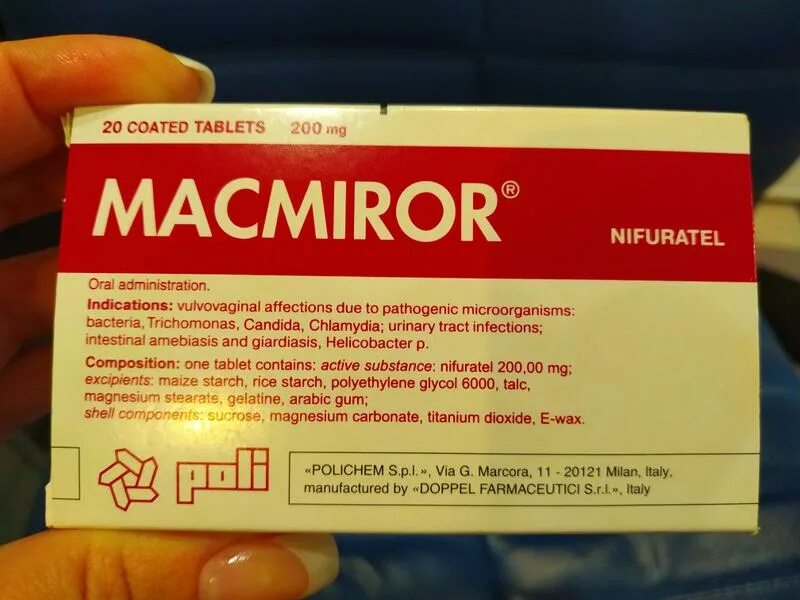 20 COATED TABLETS 200 mg
MACMIROR®
NIFURATEL
Oral administration.
Indications: vulvovaginal affections due to pathogenic microorganisms:
bacteria, Trichomonas, Candida, Chlamydia; urinary tract infections;
intestinal amebiasis and giardiasis, Helicobacter p.
Composition: one tablet contains: active substance: nifuratel 200,00 mg;
excipients: maize starch, rice starch, polyethylene glycol 6000, talc,
magnesium stearate, gelatine, arabic gum;
shell components: sucrose, magnesium carbonate, titanium dioxide, E-wax.
poli
«POLICHEM S.p.l.», Via G. Marcora, 11 - 20121 Milan, Italy,
manufactured by «DOPPEL FARMACEUTICI S.r.l.», Italy